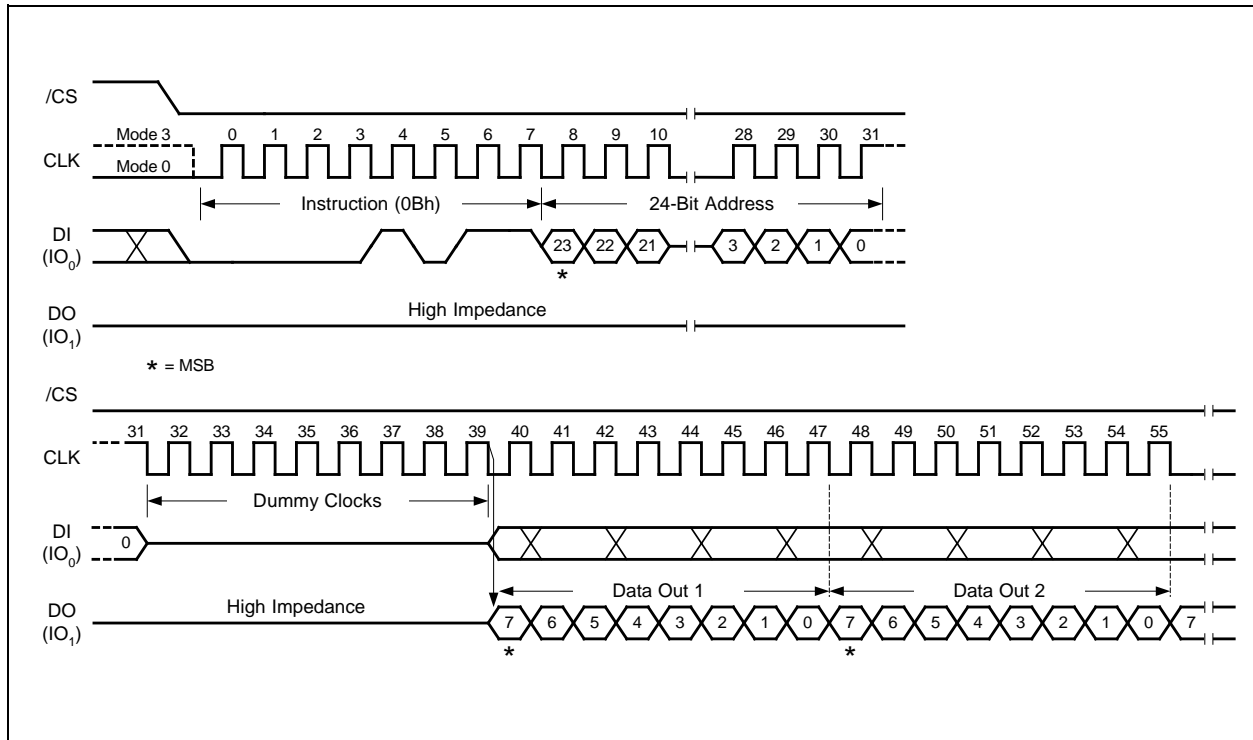 /CS
Mode 3 0 1 2 3 4 5 6 7 8 9 10 28 29 30 31
CLK
Mode 0
Instruction (0Bh) 24-Bit Address
DI
(IO0)
23 22 21 3 2 1 0
*
High Impedance
DO
(IO1)
* = MSB
/CS
31 32 33 34 35 36 37 38 39 40 41 42 43 44 45 46 47 48 49 50 51 52 53 54 55
CLK
Dummy Clocks
DI
(IO0)
0
Data Out 1 Data Out 2
High Impedance
DO
(IO1)
7 6 5 4 3 2 1 0 7 6 5 4 3 2 1 0 7
* *